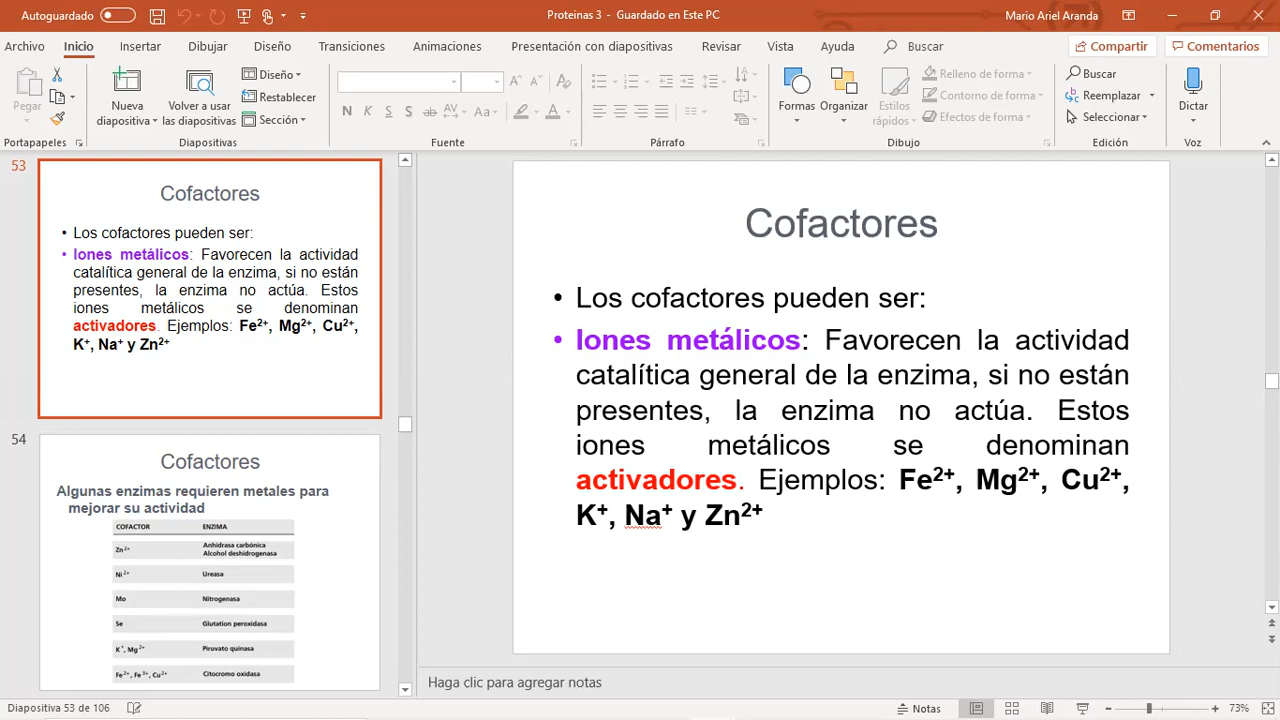 Autoguardado
Proteinas 3 - Guardado en Este PC
Mario Ariel Aranda
Archivo Inicio Insertar Dibujar Diseño Transiciones Animaciones Presentación con diapositivas Revisar Vista Ayuda Buscar Compartir Comentarios
Pegar
Nueva diapositiva
Volver a usar las diapositivas
Diseño
Restablecer
Sección
N K S S ab AV Aa A
Formas
Organizar
Estilos rápidos
Relleno de forma
Contorno de forma
Efectos de forma
Buscar
Reemplazar
Seleccionar
Dictar
Portapapeles Diapositivas Fuente Párrafo Dibujo Edición Voz
53
Cofactores
• Los cofactores pueden ser:
• Iones metálicos: Favorecen la actividad
catalítica general de la enzima, si no están
presentes, la enzima no actúa. Estos
iones metálicos se denominan
activadores. Ejemplos: Fe²⁺, Mg²⁺, Cu²⁺,
K⁺, Na⁺ y Zn²⁺
54
Cofactores
Algunas enzimas requieren metales para
mejorar su actividad
COFACTOR ENZIMA
Zn²⁺ Anhidrasa carbónica
Alcohol deshidrogenasa
Ni²⁺ Ureasa
Mo Nitrogenasa
Se Glutation peroxidasa
K⁺, Mg²⁺ Piruvato quinasa
Fe²⁺, Fe³⁺, Cu²⁺ Citocromo oxidasa
Cofactores
• Los cofactores pueden ser:
• Iones metálicos: Favorecen la actividad
catalítica general de la enzima, si no están
presentes, la enzima no actúa. Estos
iones metálicos se denominan
activadores. Ejemplos: Fe²⁺, Mg²⁺, Cu²⁺,
K⁺, Na⁺ y Zn²⁺
Haga clic para agregar notas
Diapositiva 53 de 106
Notas
73%